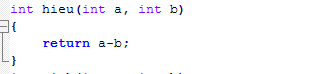 int hieu(int a, int b)
{
    return a-b;
}